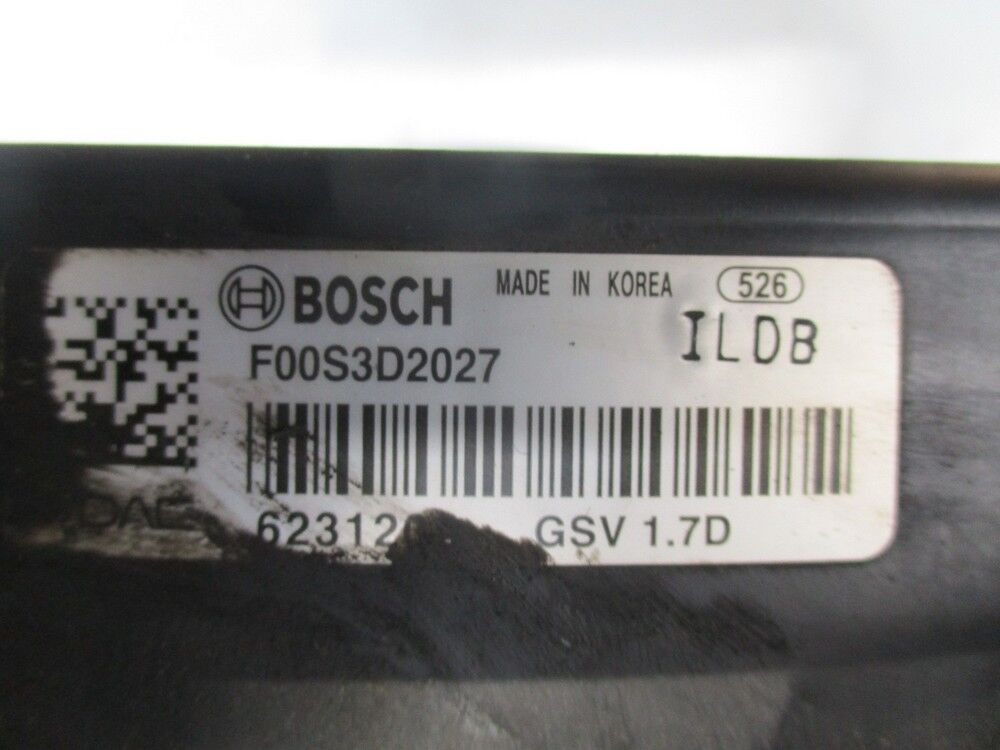 BOSCH MADE IN KOREA 526
ILDB
F00S3D2027
GSV 1.7D